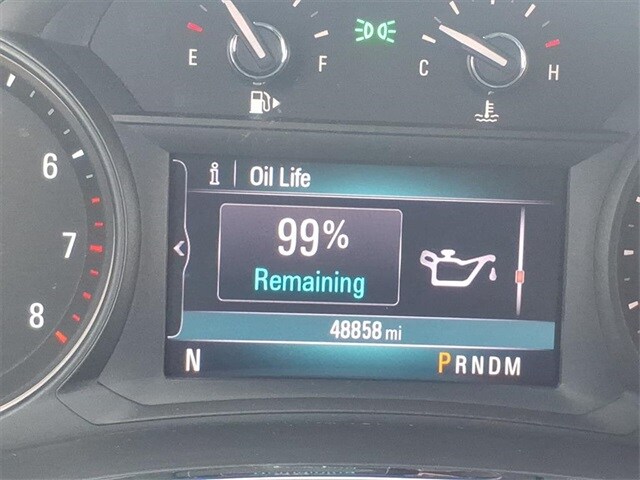 E F
C H
6
7
8
i Oil Life
99%
Remaining
48858 mi
N PRNDM